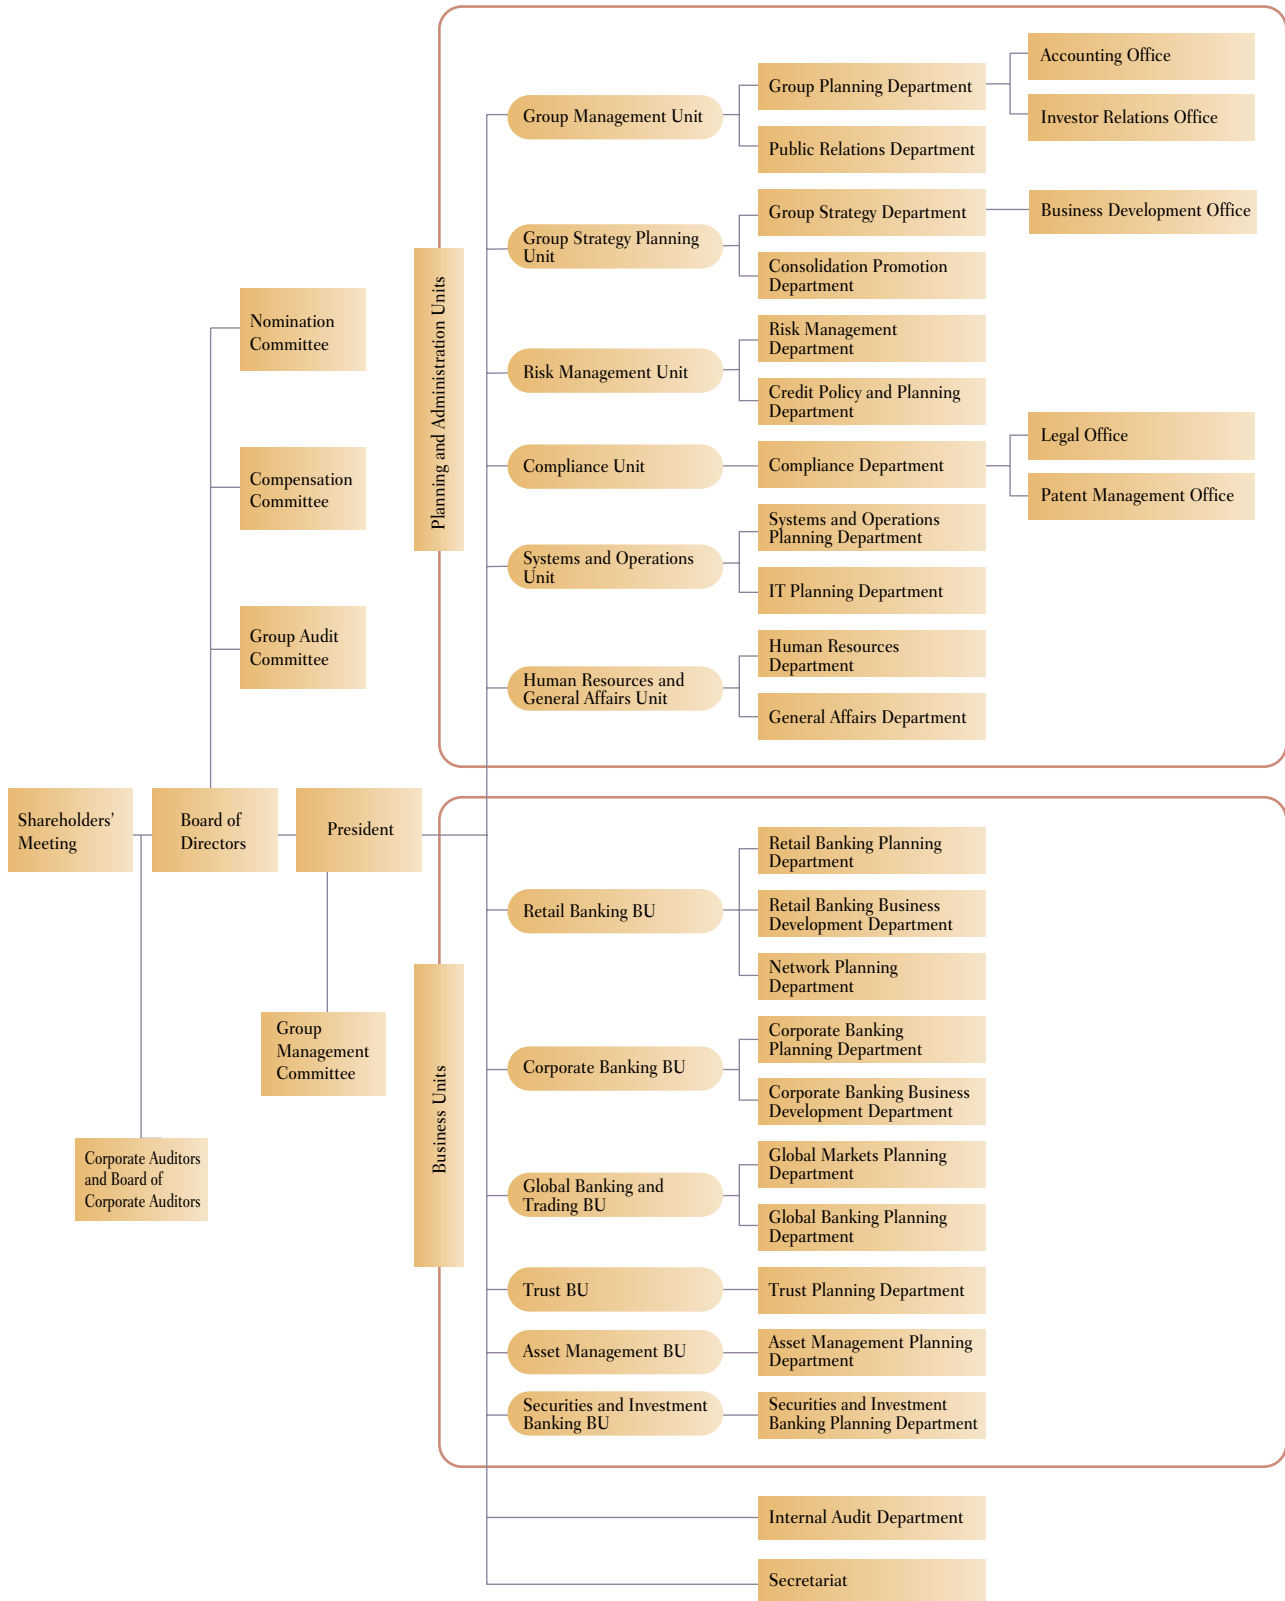 Shareholders’
Meeting
Board of
Directors
President
Nomination
Committee
Compensation
Committee
Group Audit
Committee
Group
Management
Committee
Corporate Auditors
and Board of
Corporate Auditors
Planning and Administration Units
Group Management Unit
Group Planning Department
Accounting Office
Investor Relations Office
Public Relations Department
Group Strategy Planning
Unit
Group Strategy Department
Business Development Office
Consolidation Promotion
Department
Risk Management Unit
Risk Management
Department
Credit Policy and Planning
Department
Compliance Unit
Compliance Department
Legal Office
Patent Management Office
Systems and Operations
Unit
Systems and Operations
Planning Department
IT Planning Department
Human Resources and
General Affairs Unit
Human Resources
Department
General Affairs Department
Business Units
Retail Banking BU
Retail Banking Planning
Department
Retail Banking Business
Development Department
Network Planning
Department
Corporate Banking BU
Corporate Banking
Planning Department
Corporate Banking Business
Development Department
Global Banking and
Trading BU
Global Markets Planning
Department
Global Banking Planning
Department
Trust BU
Trust Planning Department
Asset Management BU
Asset Management Planning
Department
Securities and Investment
Banking BU
Securities and Investment
Banking Planning Department
Internal Audit Department
Secretariat